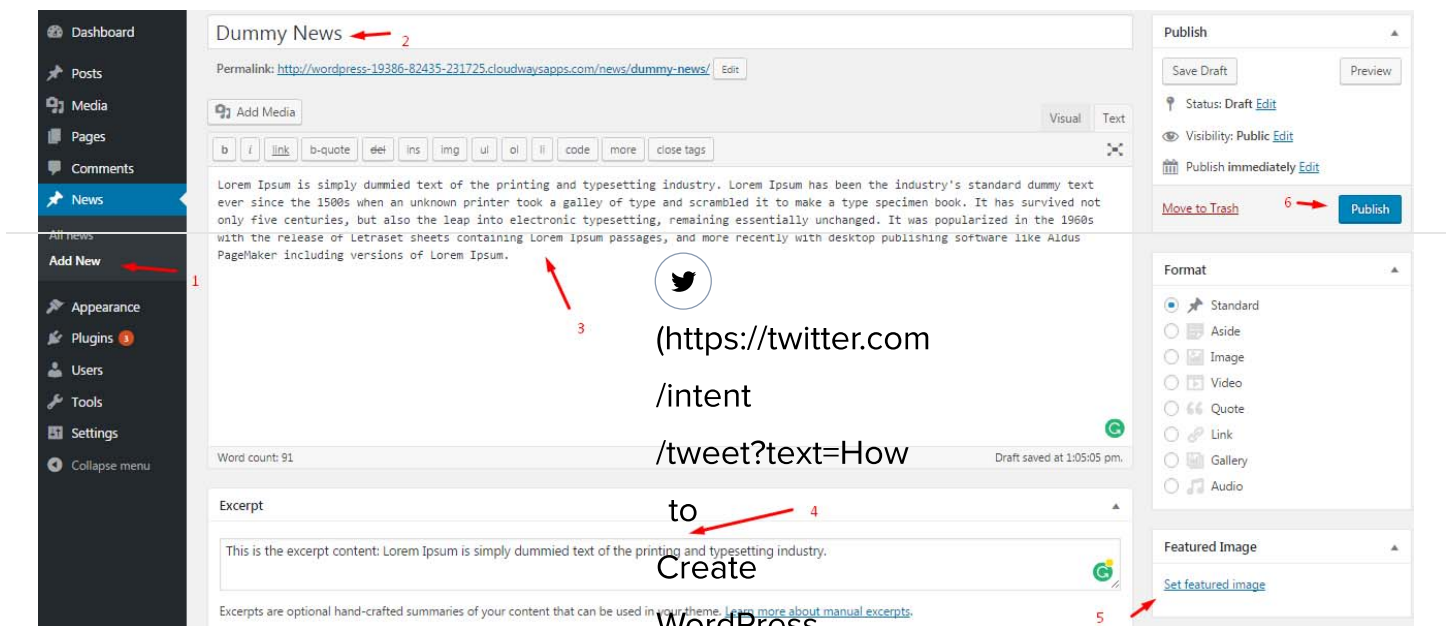 Dashboard
Posts
Media
Pages
Comments
News
All news
Add New
1
Appearance
Plugins 3
Users
Tools
Settings
Collapse menu
Dummy News
2
Permalink: http://wordpress-19386-82435-231725.cloudwaysapps.com/news/dummy-news/ Edit
Add Media
Visual Text
b i link b-quote del ins img ul ol li code more close tags
Lorem Ipsum is simply dummied text of the printing and typesetting industry. Lorem Ipsum has been the industry's standard dummy text
ever since the 1500s when an unknown printer took a galley of type and scrambled it to make a type specimen book. It has survived not
only five centuries, but also the leap into electronic typesetting, remaining essentially unchanged. It was popularized in the 1960s
with the release of Letraset sheets containing Lorem Ipsum passages, and more recently with desktop publishing software like Aldus
PageMaker including versions of Lorem Ipsum.
3
(https://twitter.com
/intent
/tweet?text=How
to
Create
WordPress
Word count: 91
Draft saved at 1:05:05 pm.
Excerpt
4
This is the excerpt content: Lorem Ipsum is simply dummied text of the printing and typesetting industry.
Excerpts are optional hand-crafted summaries of your content that can be used in your theme. Learn more about manual excerpts.
Publish
Save Draft Preview
Status: Draft Edit
Visibility: Public Edit
Publish immediately Edit
Move to Trash 6 Publish
Format
Standard
Aside
Image
Video
Quote
Link
Gallery
Audio
Featured Image
Set featured image
5